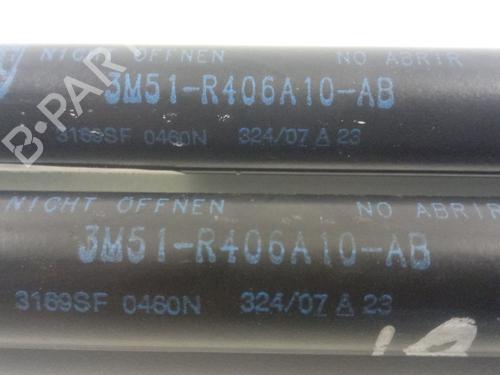 NICHT ÖFFNEN NO ABRIR
3M51-R406A10-AB
3169SF 0460N 324/07 A 23
NICHT ÖFFNEN NO ABRIR
3M51-R406A10-AB
3169SF 0460N 324/07 A 23
B-PARTS